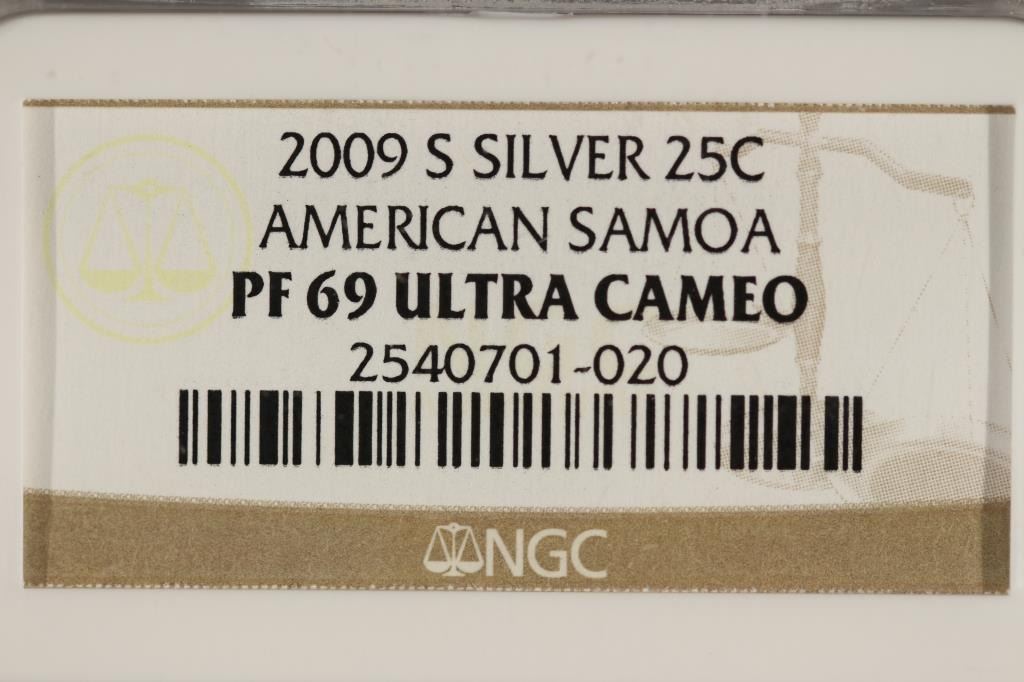 2009 S SILVER 25C
AMERICAN SAMOA
PF 69 ULTRA CAMEO
2540701-020
NGC